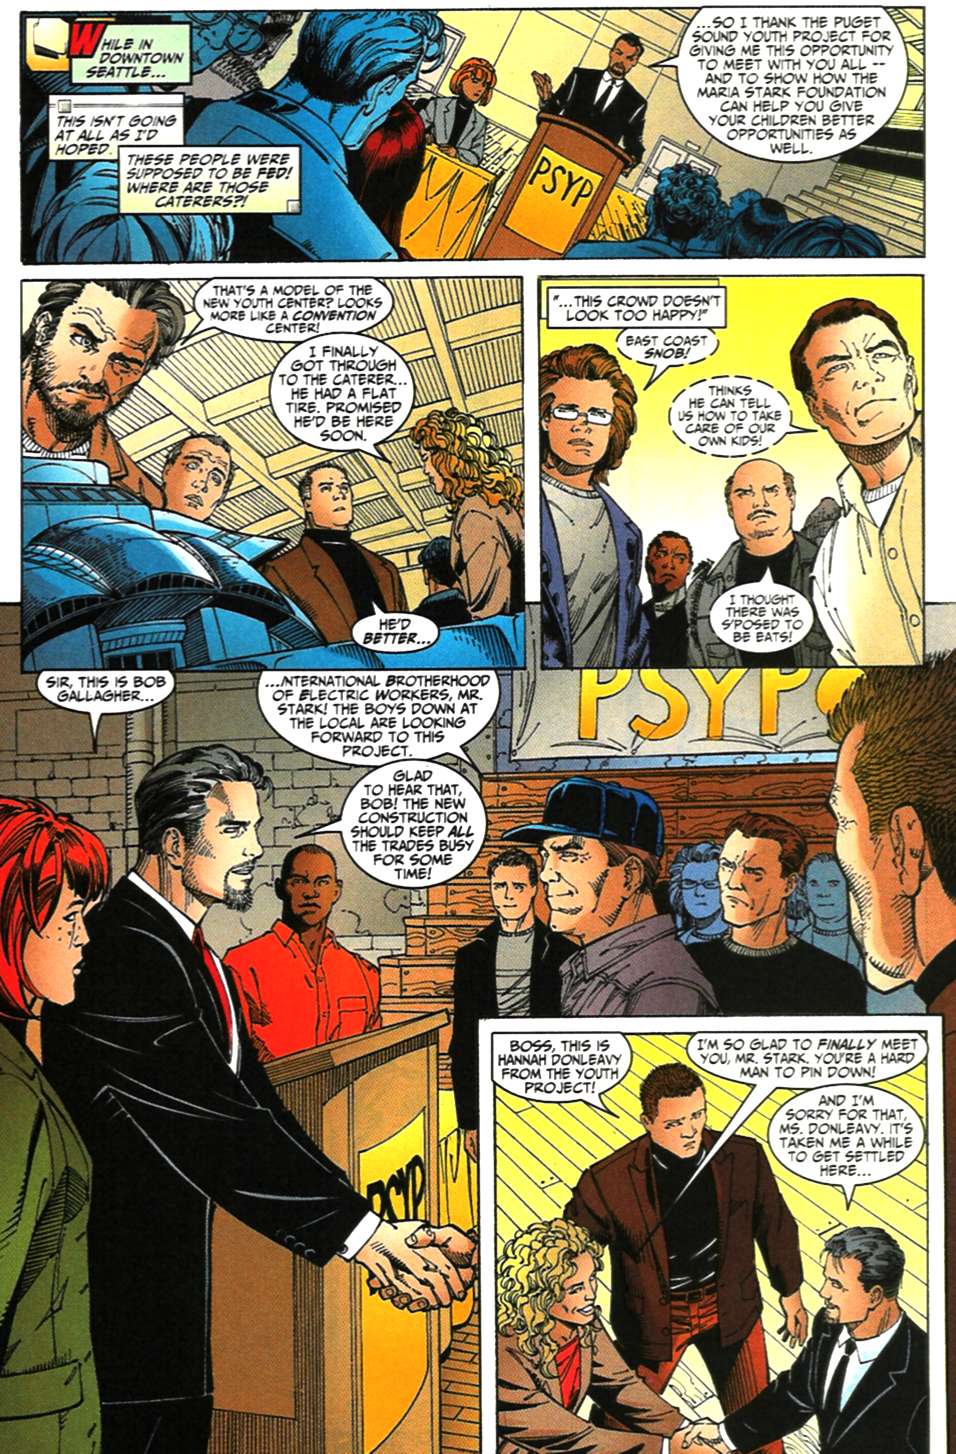 WHILE IN
DOWNTOWN
SEATTLE...
THIS ISN'T GOING
AT ALL AS I'D
HOPED.
THESE PEOPLE WERE
SUPPOSED TO BE FED!
WHERE ARE THOSE
CATERERS?!
...SO I THANK THE PUGET
SOUND YOUTH PROJECT FOR
GIVING ME THIS OPPORTUNITY
TO MEET WITH YOU ALL --
AND TO SHOW HOW THE
MARIA STARK FOUNDATION
CAN HELP YOU GIVE
YOUR CHILDREN BETTER
OPPORTUNITIES AS
WELL.
PSYP
THAT'S A MODEL OF THE
NEW YOUTH CENTER? LOOKS
MORE LIKE A CONVENTION
CENTER!
I FINALLY
GOT THROUGH
TO THE CATERER...
HE HAD A FLAT
TIRE. PROMISED
HE'D BE HERE
SOON.
HE'D
BETTER...
"...THIS CROWD DOESN'T
LOOK TOO HAPPY!"
EAST COAST
SNOB!
THINKS
HE CAN TELL
US HOW TO TAKE
CARE OF OUR
OWN KIDS!
I THOUGHT
THERE WAS
S'POSED TO
BE EATS!
SIR, THIS IS BOB
GALLAGHER...
...NTERNATIONAL BROTHERHOOD
OF ELECTRIC WORKERS, MR.
STARK! THE BOYS DOWN AT
THE LOCAL ARE LOOKING
FORWARD TO THIS
PROJECT.
GLAD
TO HEAR THAT,
BOB! THE NEW
CONSTRUCTION
SHOULD KEEP ALL
THE TRADES BUSY
FOR SOME
TIME!
PSYP
PSYP
BOSS, THIS IS
HANNAH DONLEAVY
FROM THE YOUTH
PROJECT!
I'M SO GLAD TO FINALLY MEET
YOU, MR. STARK. YOU'RE A HARD
MAN TO PIN DOWN!
AND I'M
SORRY FOR THAT,
MS. DONLEAVY. IT'S
TAKEN ME A WHILE
TO GET SETTLED
HERE...